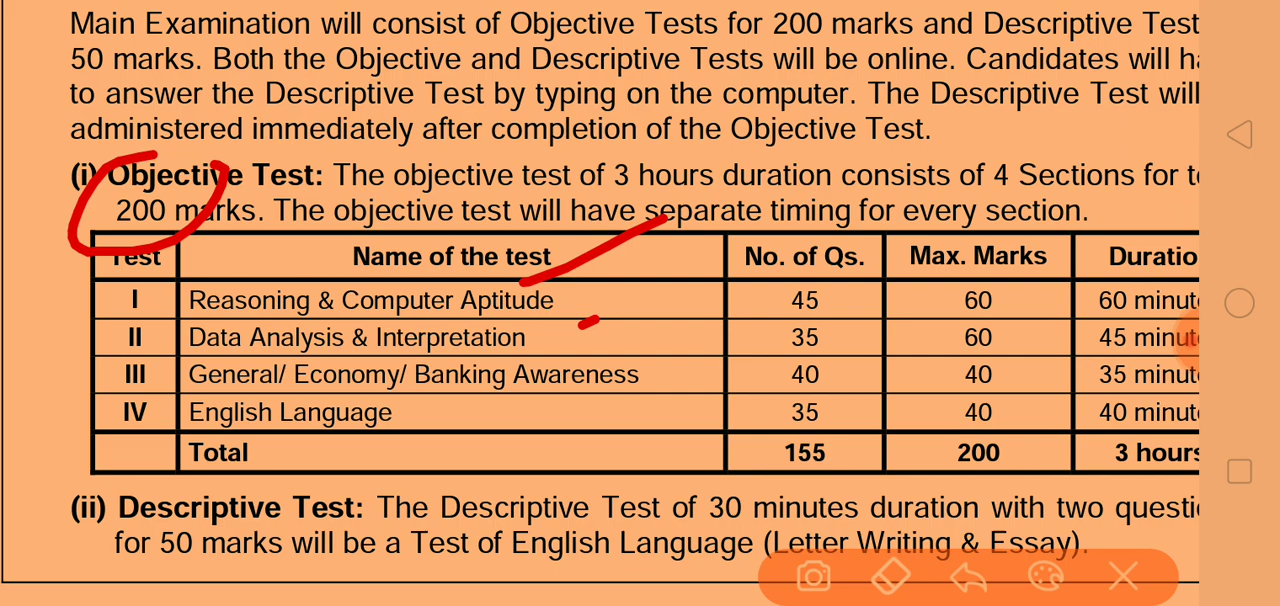 Main Examination will consist of Objective Tests for 200 marks and Descriptive Test
50 marks. Both the Objective and Descriptive Tests will be online. Candidates will
to answer the Descriptive Test by typing on the computer. The Descriptive Test will
administered immediately after completion of the Objective Test.
(i) Objective Test: The objective test of 3 hours duration consists of 4 Sections for
200 marks. The objective test will have separate timing for every section.
Test Name of the test No. of Qs. Max. Marks Duratio
I Reasoning & Computer Aptitude 45 60 60 minut
II Data Analysis & Interpretation 35 60 45 minut
III General/ Economy/ Banking Awareness 40 40 35 minut
IV English Language 35 40 40 minut
Total 155 200 3 hours
(ii) Descriptive Test: The Descriptive Test of 30 minutes duration with two questi
for 50 marks will be a Test of English Language (Letter Writing & Essay).